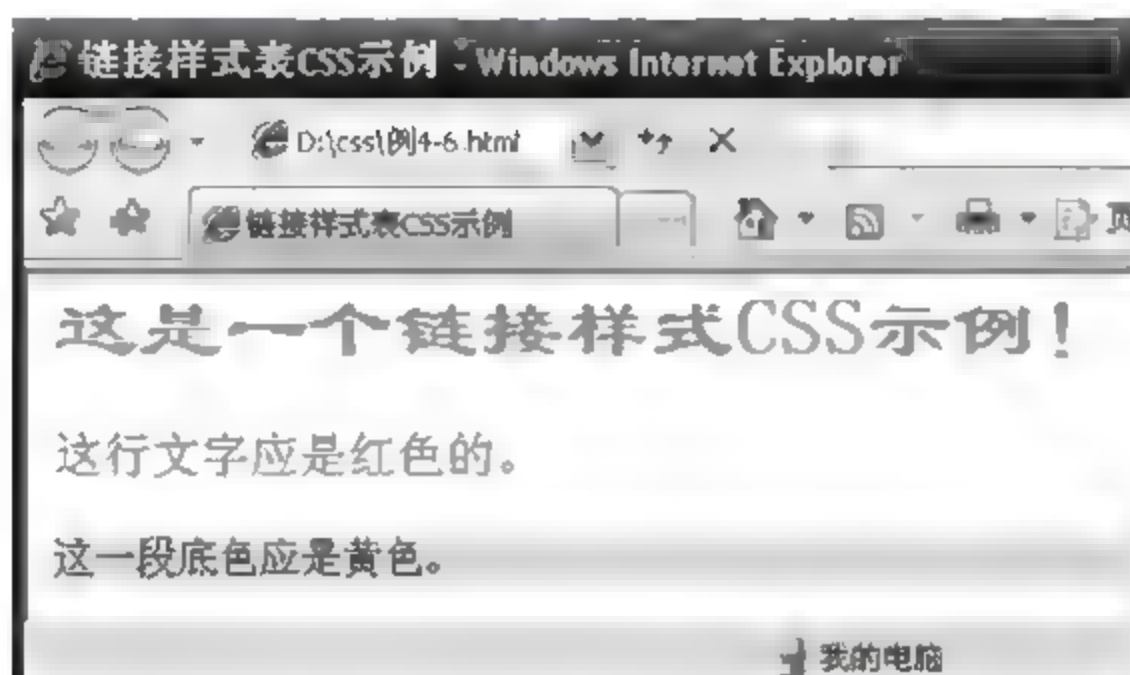 链接样式表CSS示例 - Windows Internet Explorer
D:\css\例4-6.html
链接样式表CSS示例
这是一个链接样式CSS示例！
这行文字应是红色的。
这一段底色应是黄色。
我的电脑